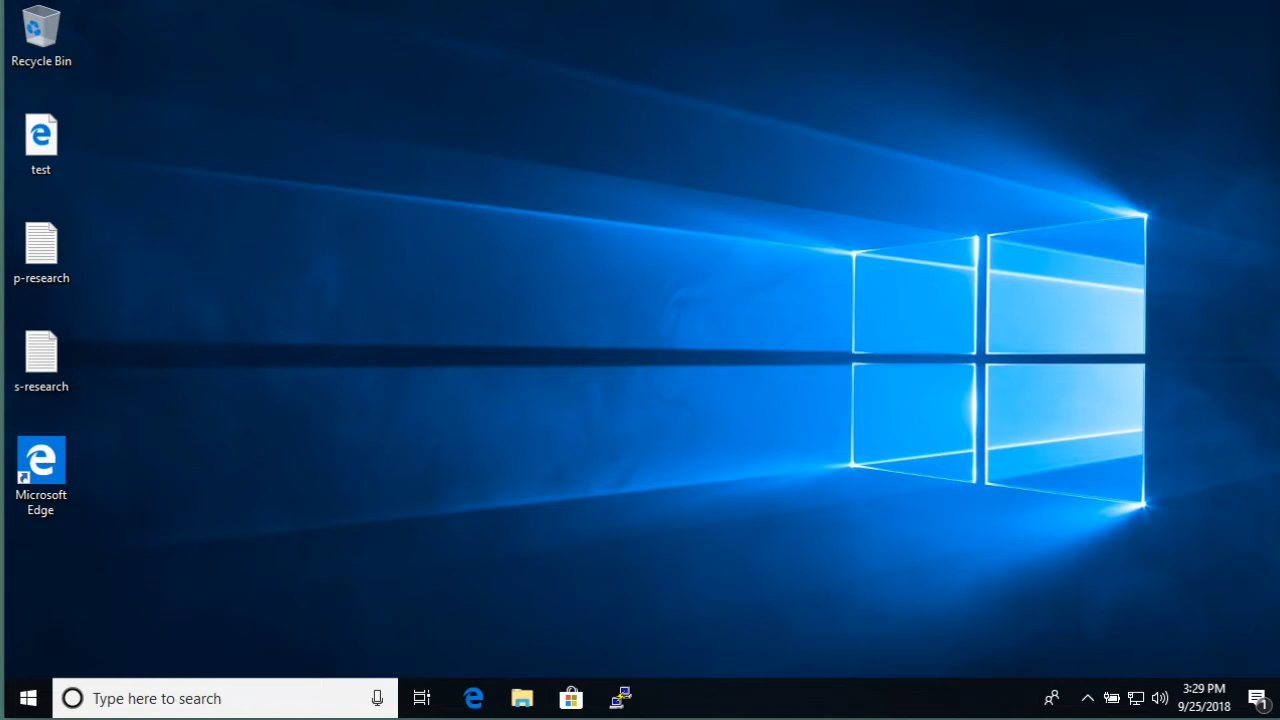 Recycle Bin
test
p-research
s-research
Microsoft
Edge
Type here to search
3:29 PM
9/25/2018
1